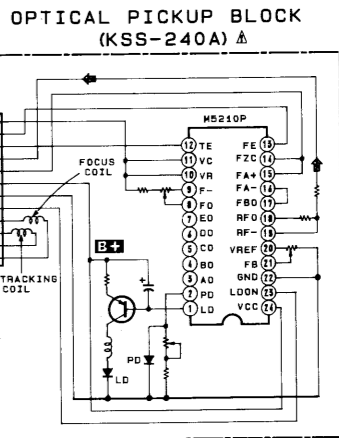 OPTICAL PICKUP BLOCK
(KSS-240A) ⚠
M5210P
12 TE FE 13
11 VC FZC 14
10 VR FA+ 15
9 F- FA- 16
8 FO FBO 17
7 EO RFO 18
6 DO RF- 19
5 CO VREF 20
4 BO FB 21
3 AO GND 22
2 PD LDON 23
1 LD VCC 24
FOCUS
COIL
TRACKING
COIL
B+
+
PD
LD